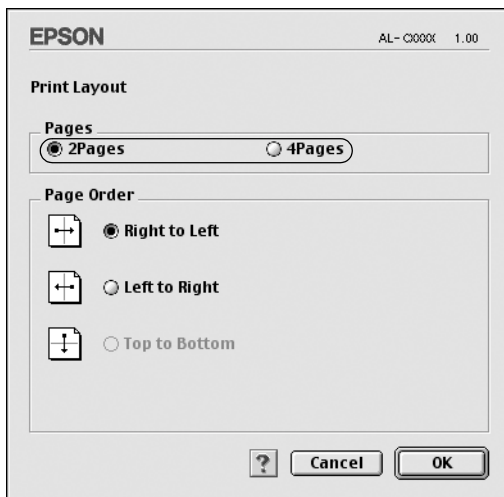 EPSON AL-CXXXX 1.00
Print Layout
Pages
2Pages 4Pages
Page Order
Right to Left
Left to Right
Top to Bottom
? Cancel OK